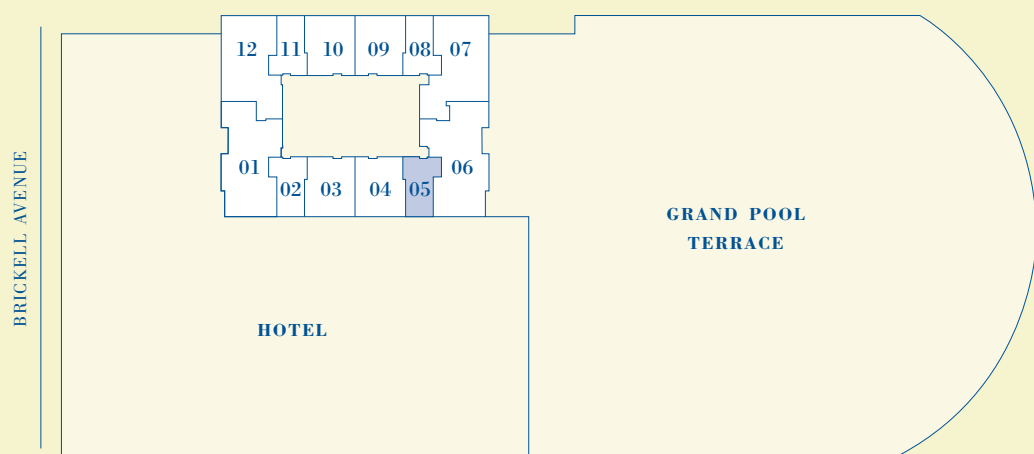 12 11 10 09 08 07
01 02 03 04 05 06
BRICKELL AVENUE
GRAND POOL
TERRACE
HOTEL